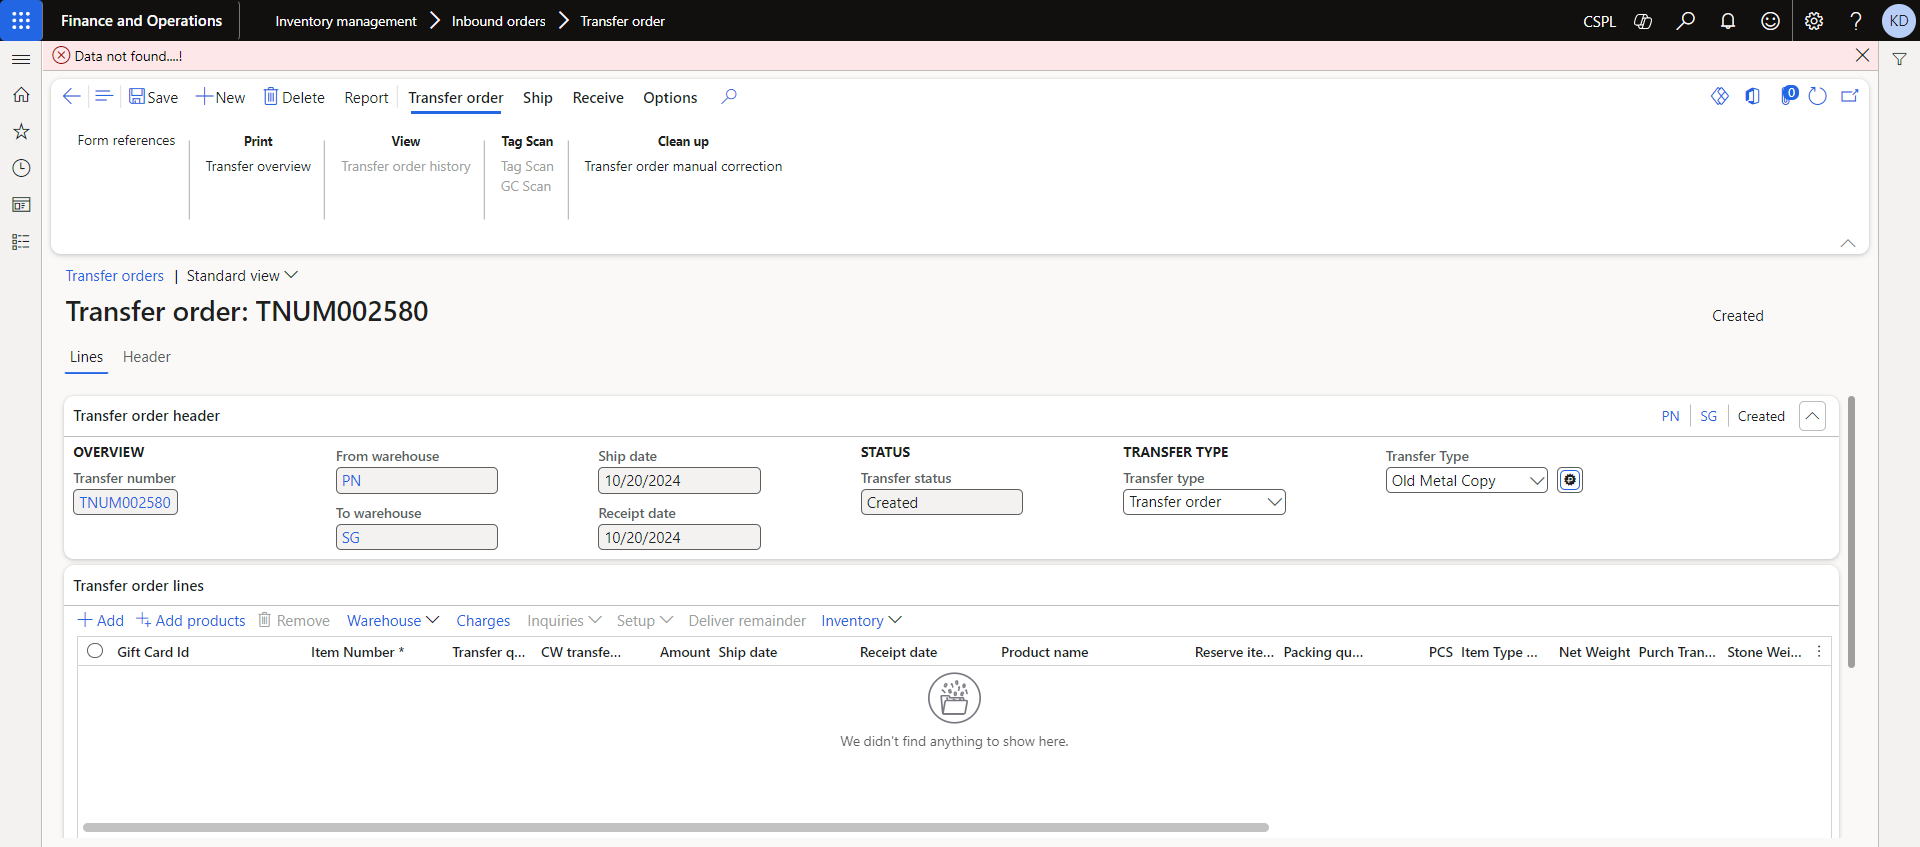 Finance and Operations
Inventory management
Inbound orders
Transfer order
CSPL
KD
Data not found....!
Save
New
Delete
Report
Transfer order
Ship
Receive
Options
0
Form references
Print
Transfer overview
View
Transfer order history
Tag Scan
Tag Scan
GC Scan
Clean up
Transfer order manual correction
Transfer orders | Standard view
Transfer order: TNUM002580
Created
Lines
Header
Transfer order header
PN
SG
Created
OVERVIEW
Transfer number
TNUM002580
From warehouse
PN
To warehouse
SG
Ship date
10/20/2024
Receipt date
10/20/2024
STATUS
Transfer status
Created
TRANSFER TYPE
Transfer type
Transfer order
Transfer Type
Old Metal Copy
Transfer order lines
Add
Add products
Remove
Warehouse
Charges
Inquiries
Setup
Deliver remainder
Inventory
Gift Card Id
Item Number *
Transfer q...
CW transfe...
Amount
Ship date
Receipt date
Product name
Reserve ite...
Packing qu...
PCS
Item Type ...
Net Weight
Purch Tran...
Stone Wei...
We didn't find anything to show here.